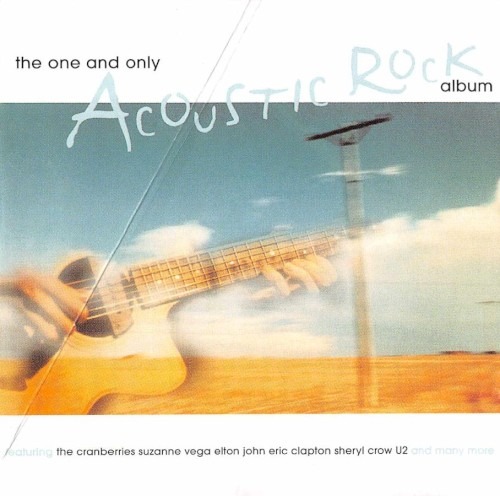 the one and only
ACOUSTIC ROCK
album
featuring the cranberries suzanne vega elton john eric clapton sheryl crow U2 and many more